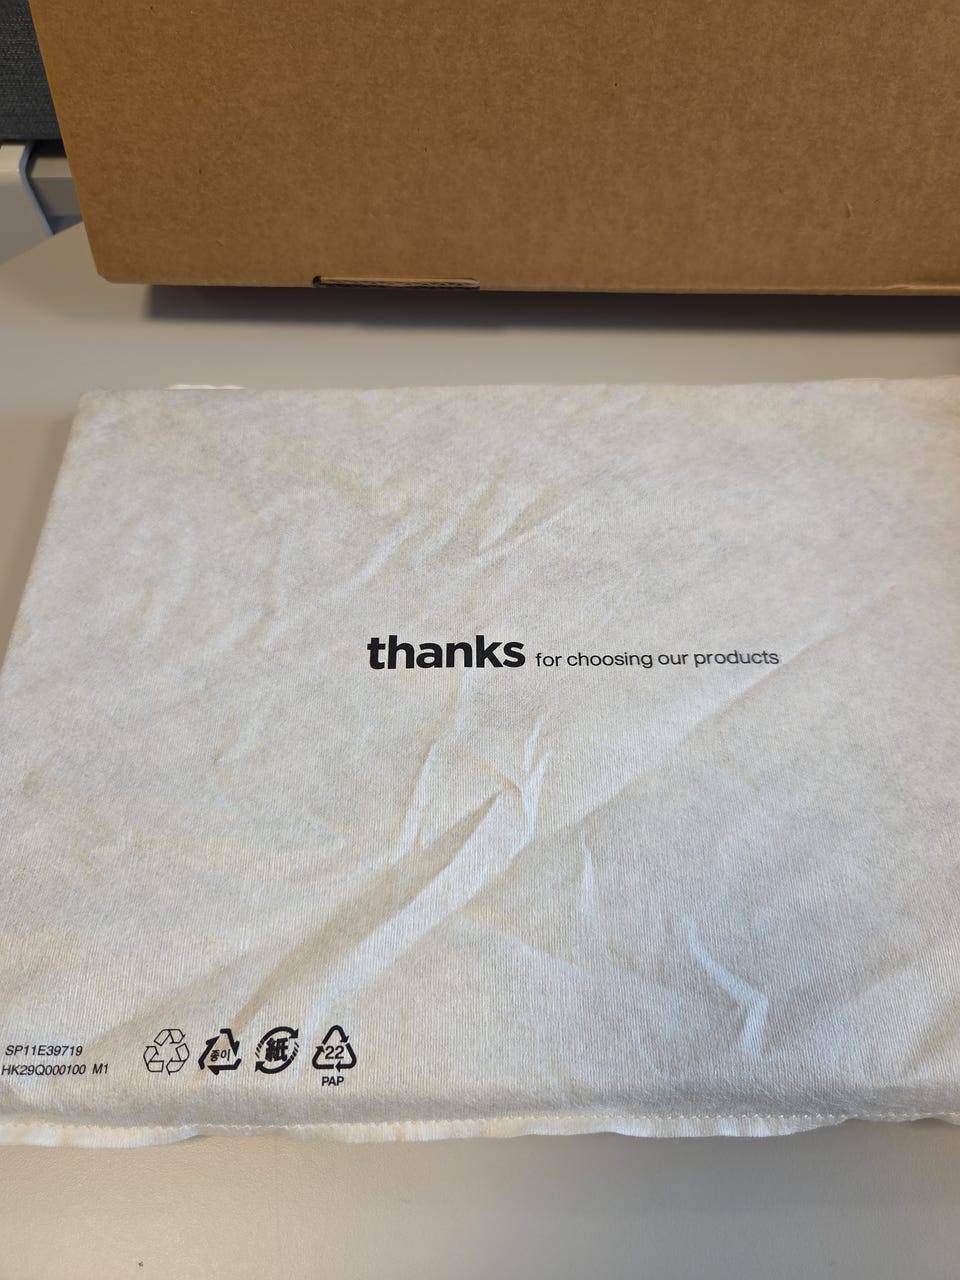 thanks for choosing our products
SP11E39719
HK29Q000100 M1
종이
紙
22
PAP